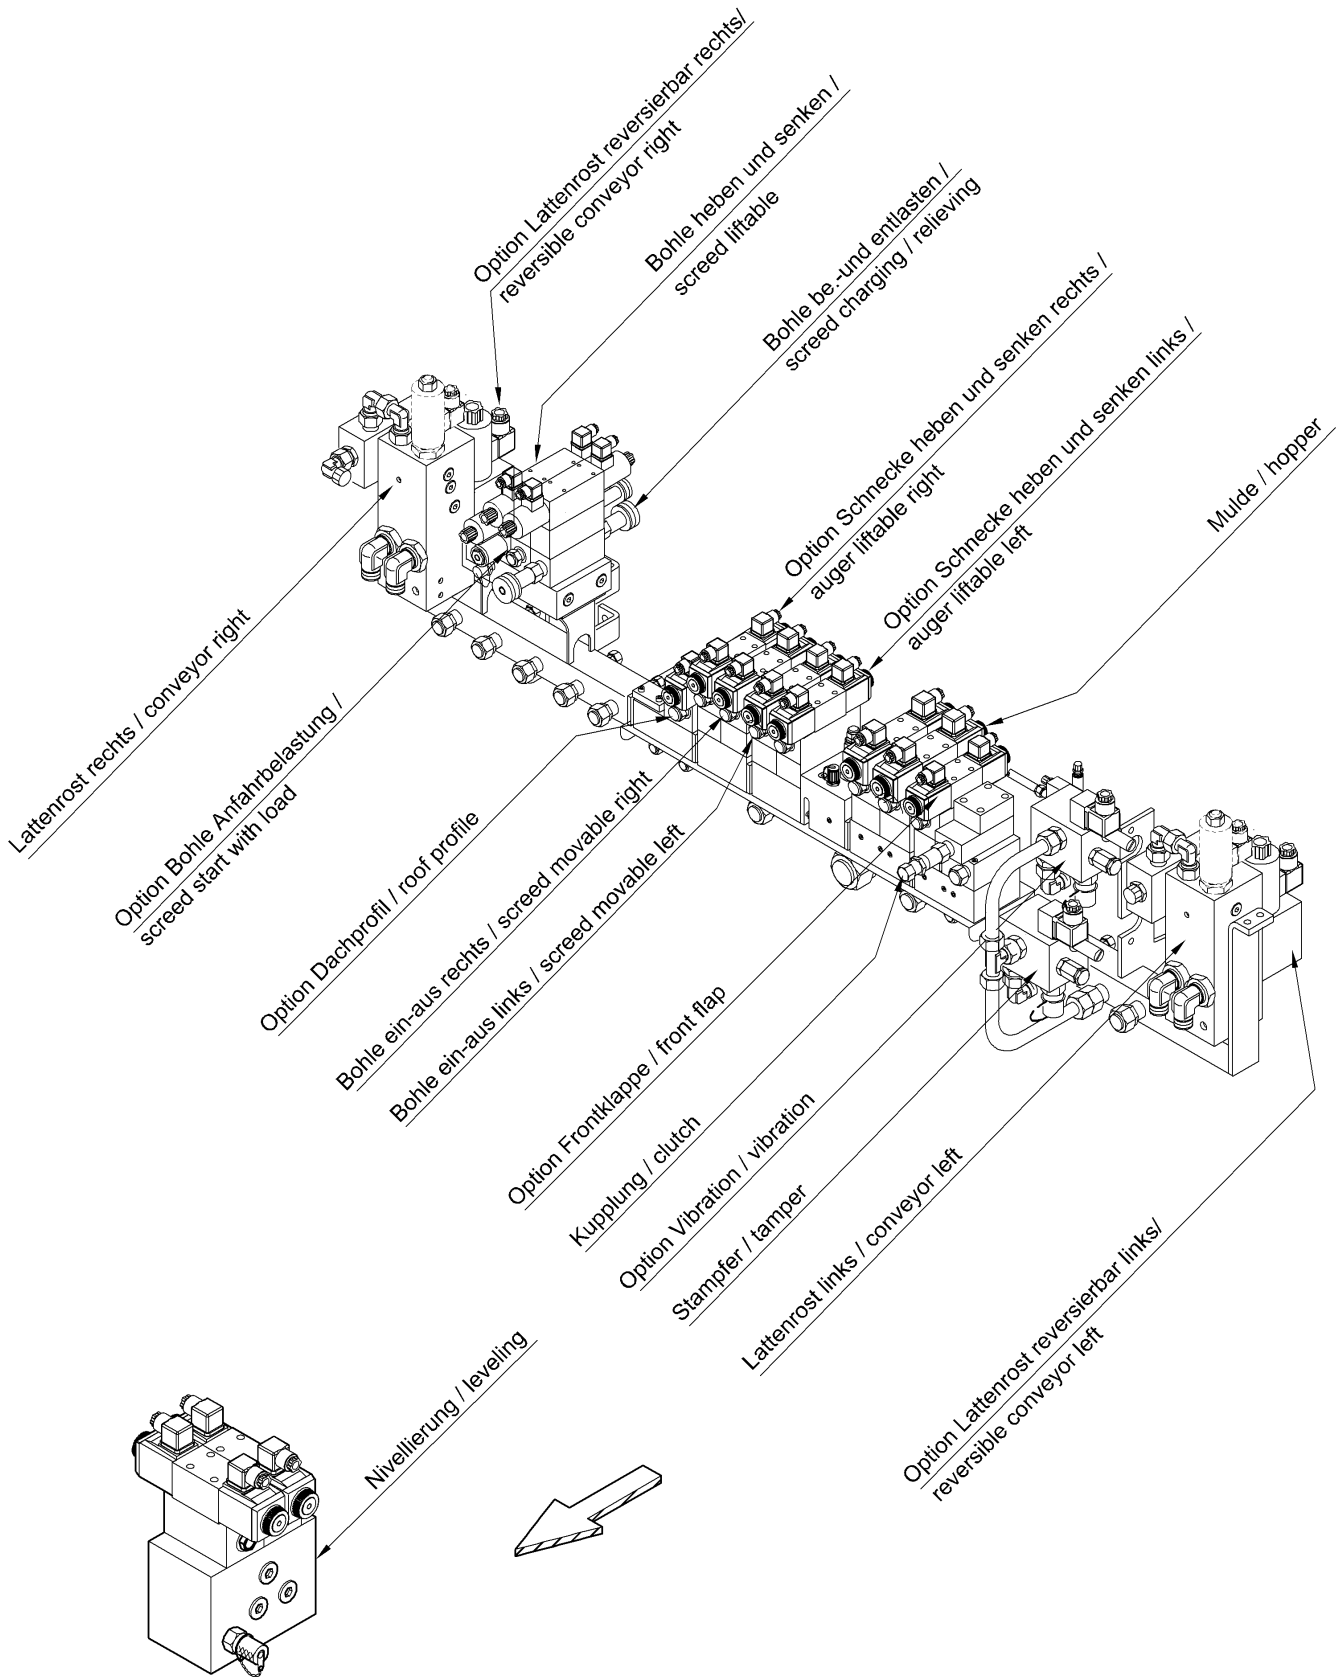 Option Lattenrost reversierbar rechts/
reversible conveyor right
Bohle heben und senken /
screed liftable
Bohle be.-und entlasten /
screed charging / relieving
Option Schnecke heben und senken rechts /
auger liftable right
Option Schnecke heben und senken links /
auger liftable left
Mulde / hopper
Lattenrost rechts / conveyor right
Option Bohle Anfahrbelastung /
screed start with load
Option Dachprofil / roof profile
Bohle ein-aus rechts / screed movable right
Bohle ein-aus links / screed movable left
Option Frontklappe / front flap
Kupplung / clutch
Option Vibration / vibration
Stampfer / tamper
Lattenrost links / conveyor left
Option Lattenrost reversierbar links/
reversible conveyor left
Nivellierung / leveling